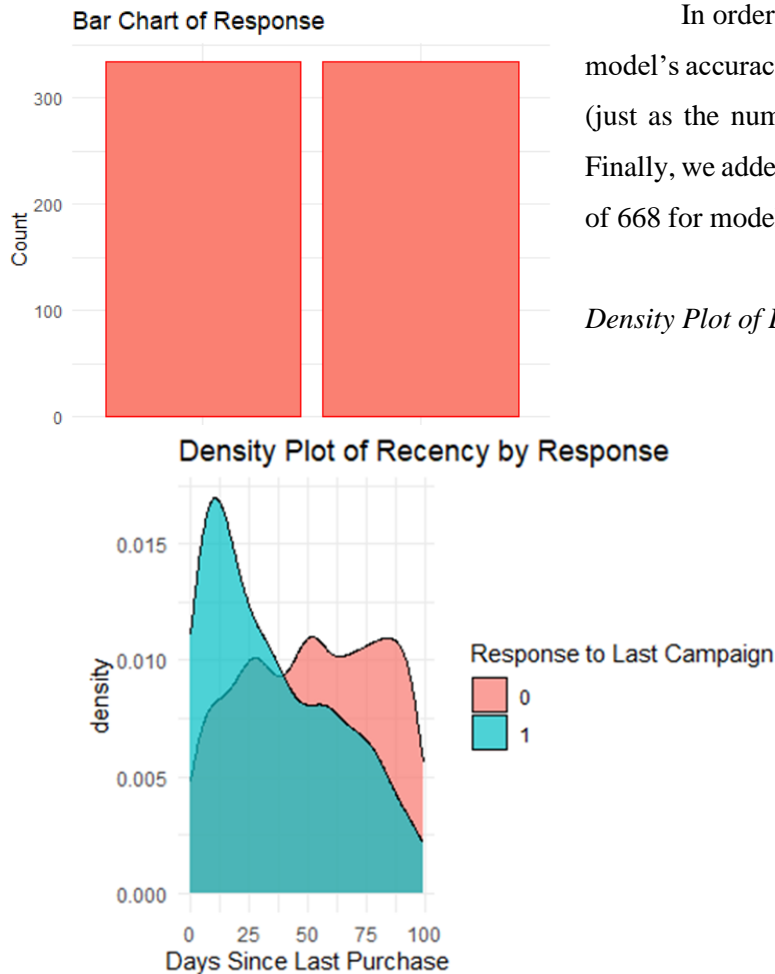 Bar Chart of Response
300
200
100
0
Count
In order
model's accurac
(just as the num
Finally, we adde
of 668 for mode
Density Plot of
Density Plot of Recency by Response
0.015
0.010
0.005
0.000
density
0 25 50 75 100
Days Since Last Purchase
Response to Last Campaign
0
1